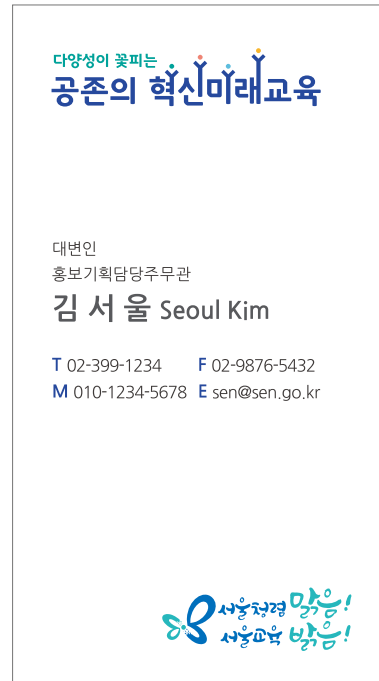 다양성이 꽃피는
공존의 혁신미래교육
대변인
홍보기획담당주무관
김 서 울 Seoul Kim
T 02-399-1234 F 02-9876-5432
M 010-1234-5678 E sen@sen.go.kr
서울청렴 맑음!
서울교육 밝음!